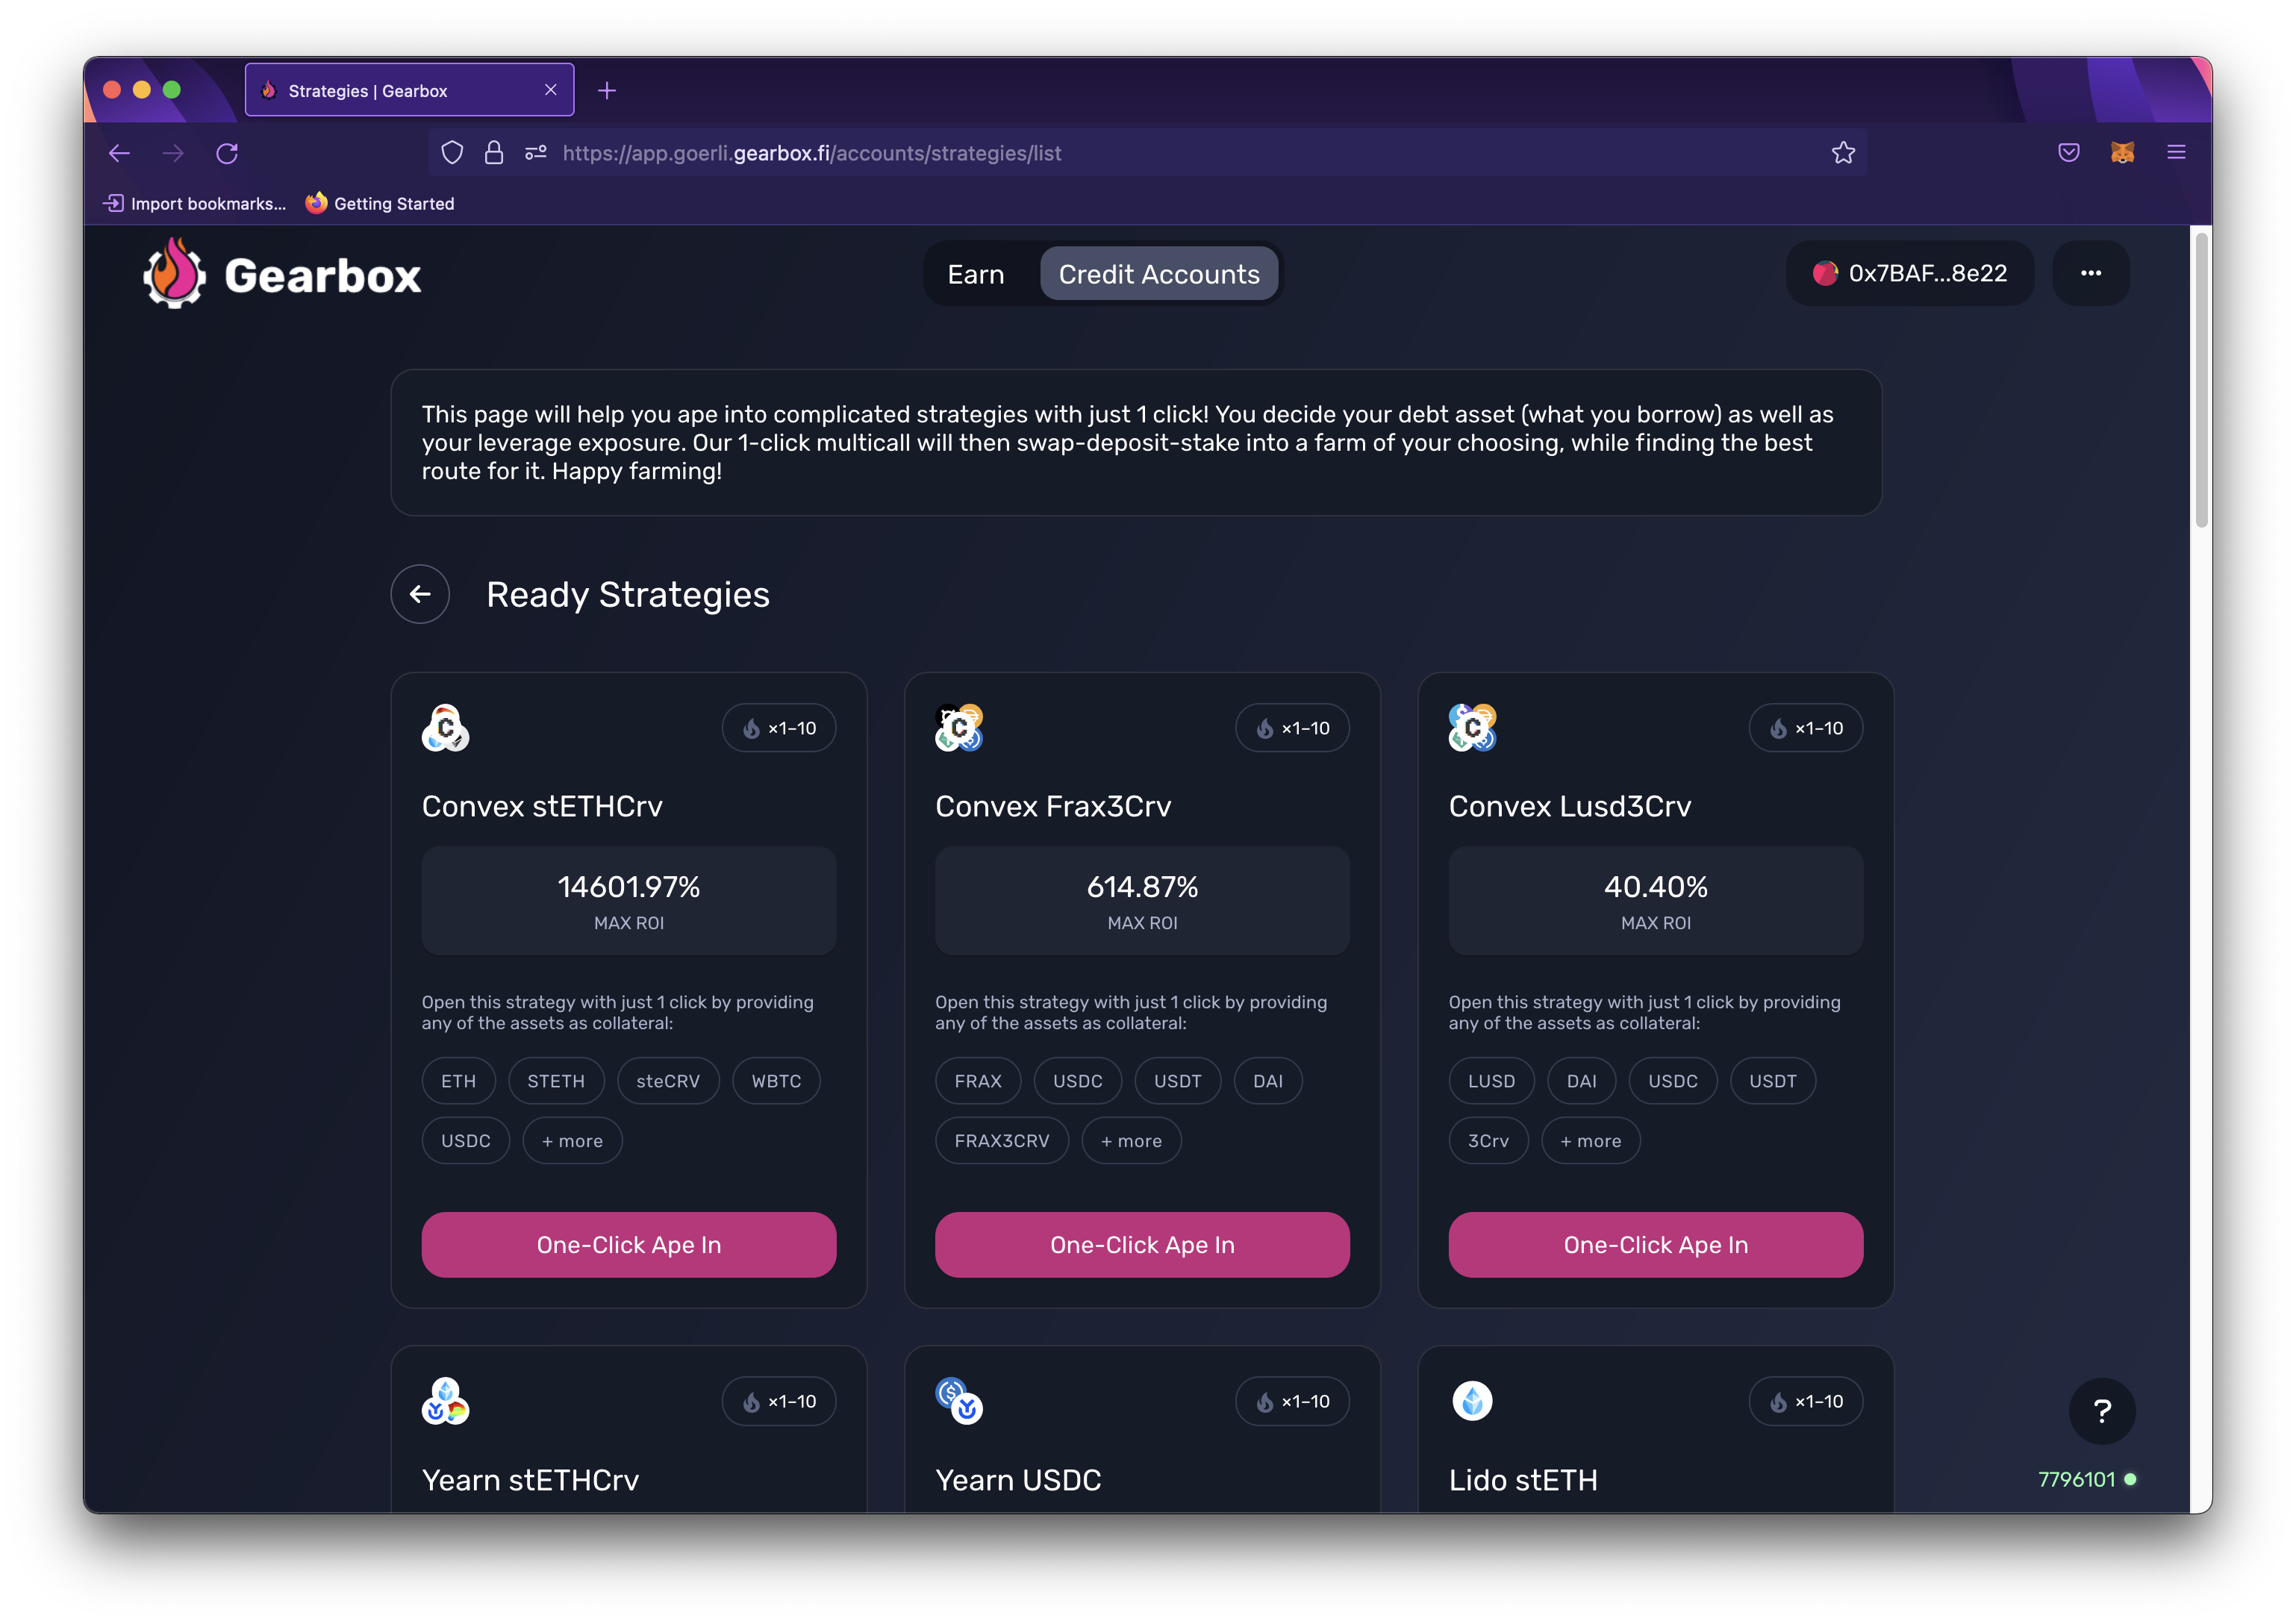 Strategies | Gearbox
https://app.goerli.gearbox.fi/accounts/strategies/list
Import bookmarks...
Getting Started
Gearbox
Earn
Credit Accounts
0x7BAF...8e22
This page will help you ape into complicated strategies with just 1 click! You decide your debt asset (what you borrow) as well as
your leverage exposure. Our 1-click multicall will then swap-deposit-stake into a farm of your choosing, while finding the best
route for it. Happy farming!
Ready Strategies
×1–10
Convex stETHCrv
14601.97%
MAX ROI
Open this strategy with just 1 click by providing
any of the assets as collateral:
ETH STETH steCRV WBTC
USDC + more
One-Click Ape In
×1–10
Convex Frax3Crv
614.87%
MAX ROI
Open this strategy with just 1 click by providing
any of the assets as collateral:
FRAX USDC USDT DAI
FRAX3CRV + more
One-Click Ape In
×1–10
Convex Lusd3Crv
40.40%
MAX ROI
Open this strategy with just 1 click by providing
any of the assets as collateral:
LUSD DAI USDC USDT
3Crv + more
One-Click Ape In
×1–10
Yearn stETHCrv
×1–10
Yearn USDC
×1–10
Lido stETH
?
7796101